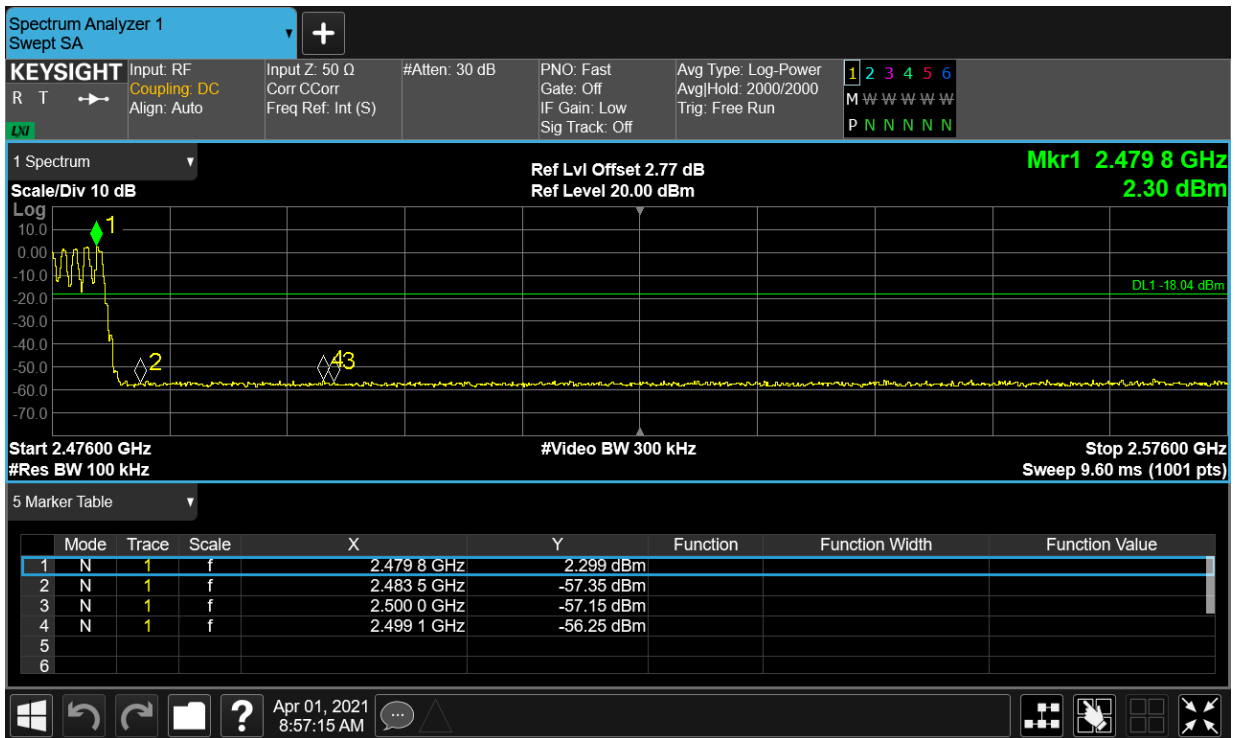 Spectrum Analyzer 1
Swept SA
+
KEYSIGHT
R T
LXI
Input: RF
Coupling: DC
Align: Auto
Input Z: 50 Ω
Corr CCorr
Freq Ref: Int (S)
#Atten: 30 dB
PNO: Fast
Gate: Off
IF Gain: Low
Sig Track: Off
Avg Type: Log-Power
Avg|Hold: 2000/2000
Trig: Free Run
1 2 3 4 5 6
M W W W W W
P N N N N N
1 Spectrum
Scale/Div 10 dB
Ref Lvl Offset 2.77 dB
Ref Level 20.00 dBm
Mkr1 2.479 8 GHz
2.30 dBm
Log
10.0
0.00
-10.0
-20.0
-30.0
-40.0
-50.0
-60.0
-70.0
1
2
43
DL1 -18.04 dBm
Start 2.47600 GHz
#Video BW 300 kHz
Stop 2.57600 GHz
#Res BW 100 kHz
Sweep 9.60 ms (1001 pts)
5 Marker Table
Mode Trace Scale X Y Function Function Width Function Value
1 N 1 f 2.479 8 GHz 2.299 dBm
2 N 1 f 2.483 5 GHz -57.35 dBm
3 N 1 f 2.500 0 GHz -57.15 dBm
4 N 1 f 2.499 1 GHz -56.25 dBm
5
6
?
Apr 01, 2021
8:57:15 AM